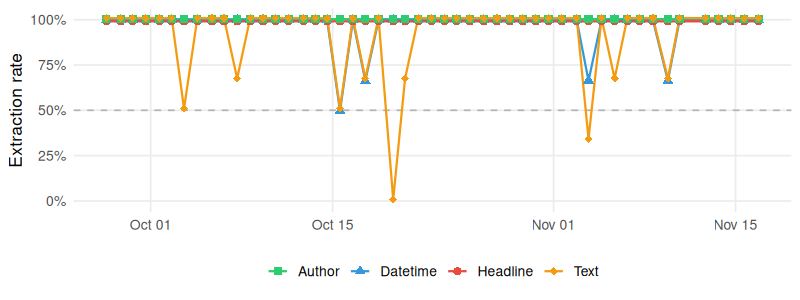 100%
75%
50%
25%
0%
Extraction rate
Oct 01 Oct 15 Nov 01 Nov 15
Author Datetime Headline Text